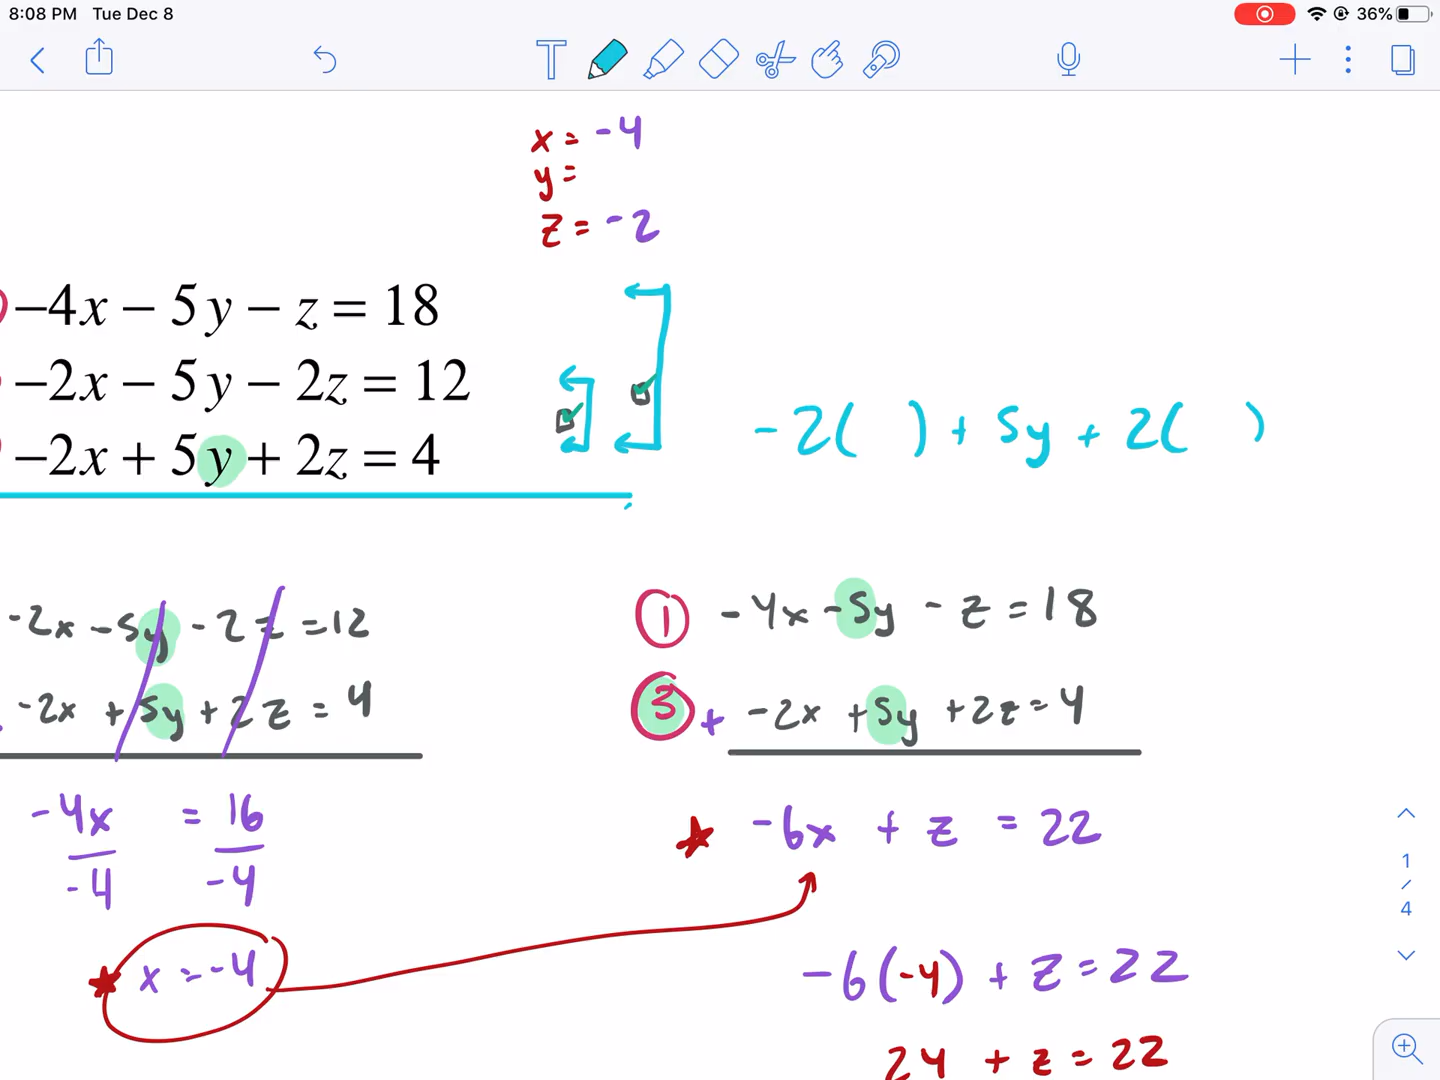 8:08 PM Tue Dec 8 36%
x = -4
y =
z = -2
−4x − 5y − z = 18
−2x − 5y − 2z = 12
−2x + 5y + 2z = 4
-2( ) + 5y + 2( )
-2x -5y -2z =12
-2x +5y +2z = 4
-4x = 16
-4 -4
x = -4
1 -4x -5y - z =18
3 + -2x +5y +2z=4
-6x + z = 22
-6(-4) + z = 22
24 + z = 22
1
/
4